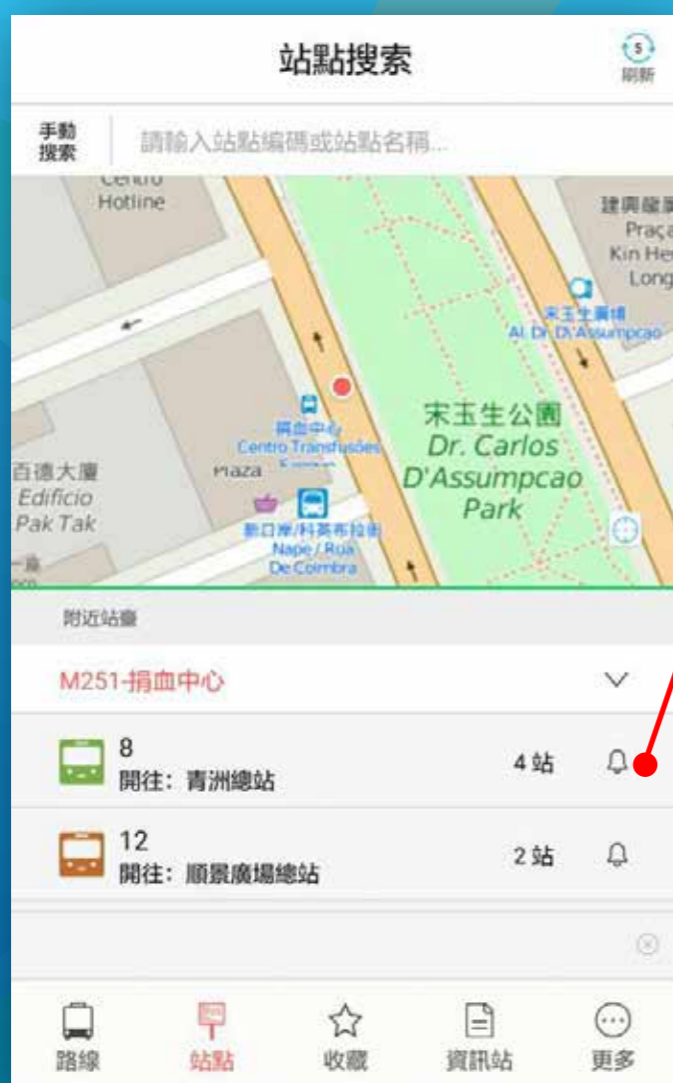 站點搜索
5
刷新
手動
搜索
請輸入站點編碼或站點名稱...
Centro
Hotline
建興龍廣
Praça
Kin He
Long
宋玉生廣場
Al. Dr. D'Assumpcao
捐血中心
Centro Transfusões
宋玉生公園
Dr. Carlos
D'Assumpcao
Park
百德大廈
Edificio
Pak Tak
Plaza
新口岸/科英布拉街
Nape / Rua
De Coimbra
附近站臺
M251-捐血中心
8
4 站
開往：青洲總站
12
2 站
開往：順景廣場總站
路線
站點
收藏
資訊站
更多